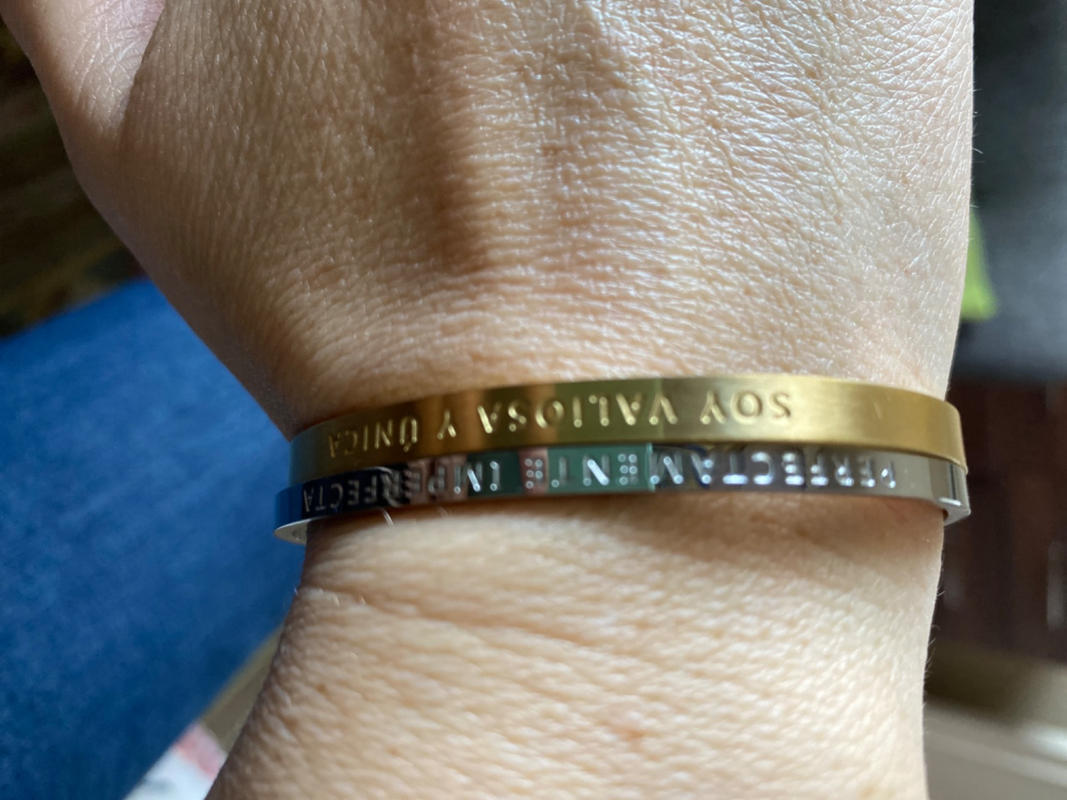 SOY VALIOSA Y ÚNICA
PERFECTAMENTE IMPERFECTA